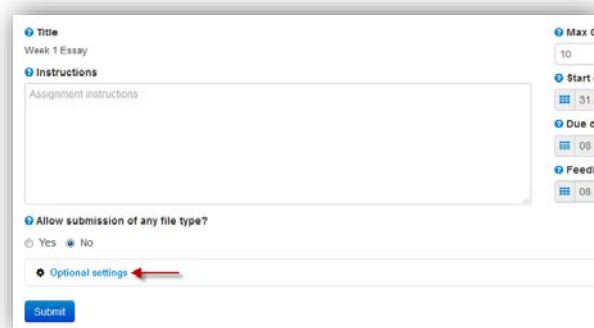 Title
Week 1 Essay
Instructions
Assignment instructions
Allow submission of any file type?
Yes No
Optional settings
Submit
Max
10
Start
31
Due
08
08